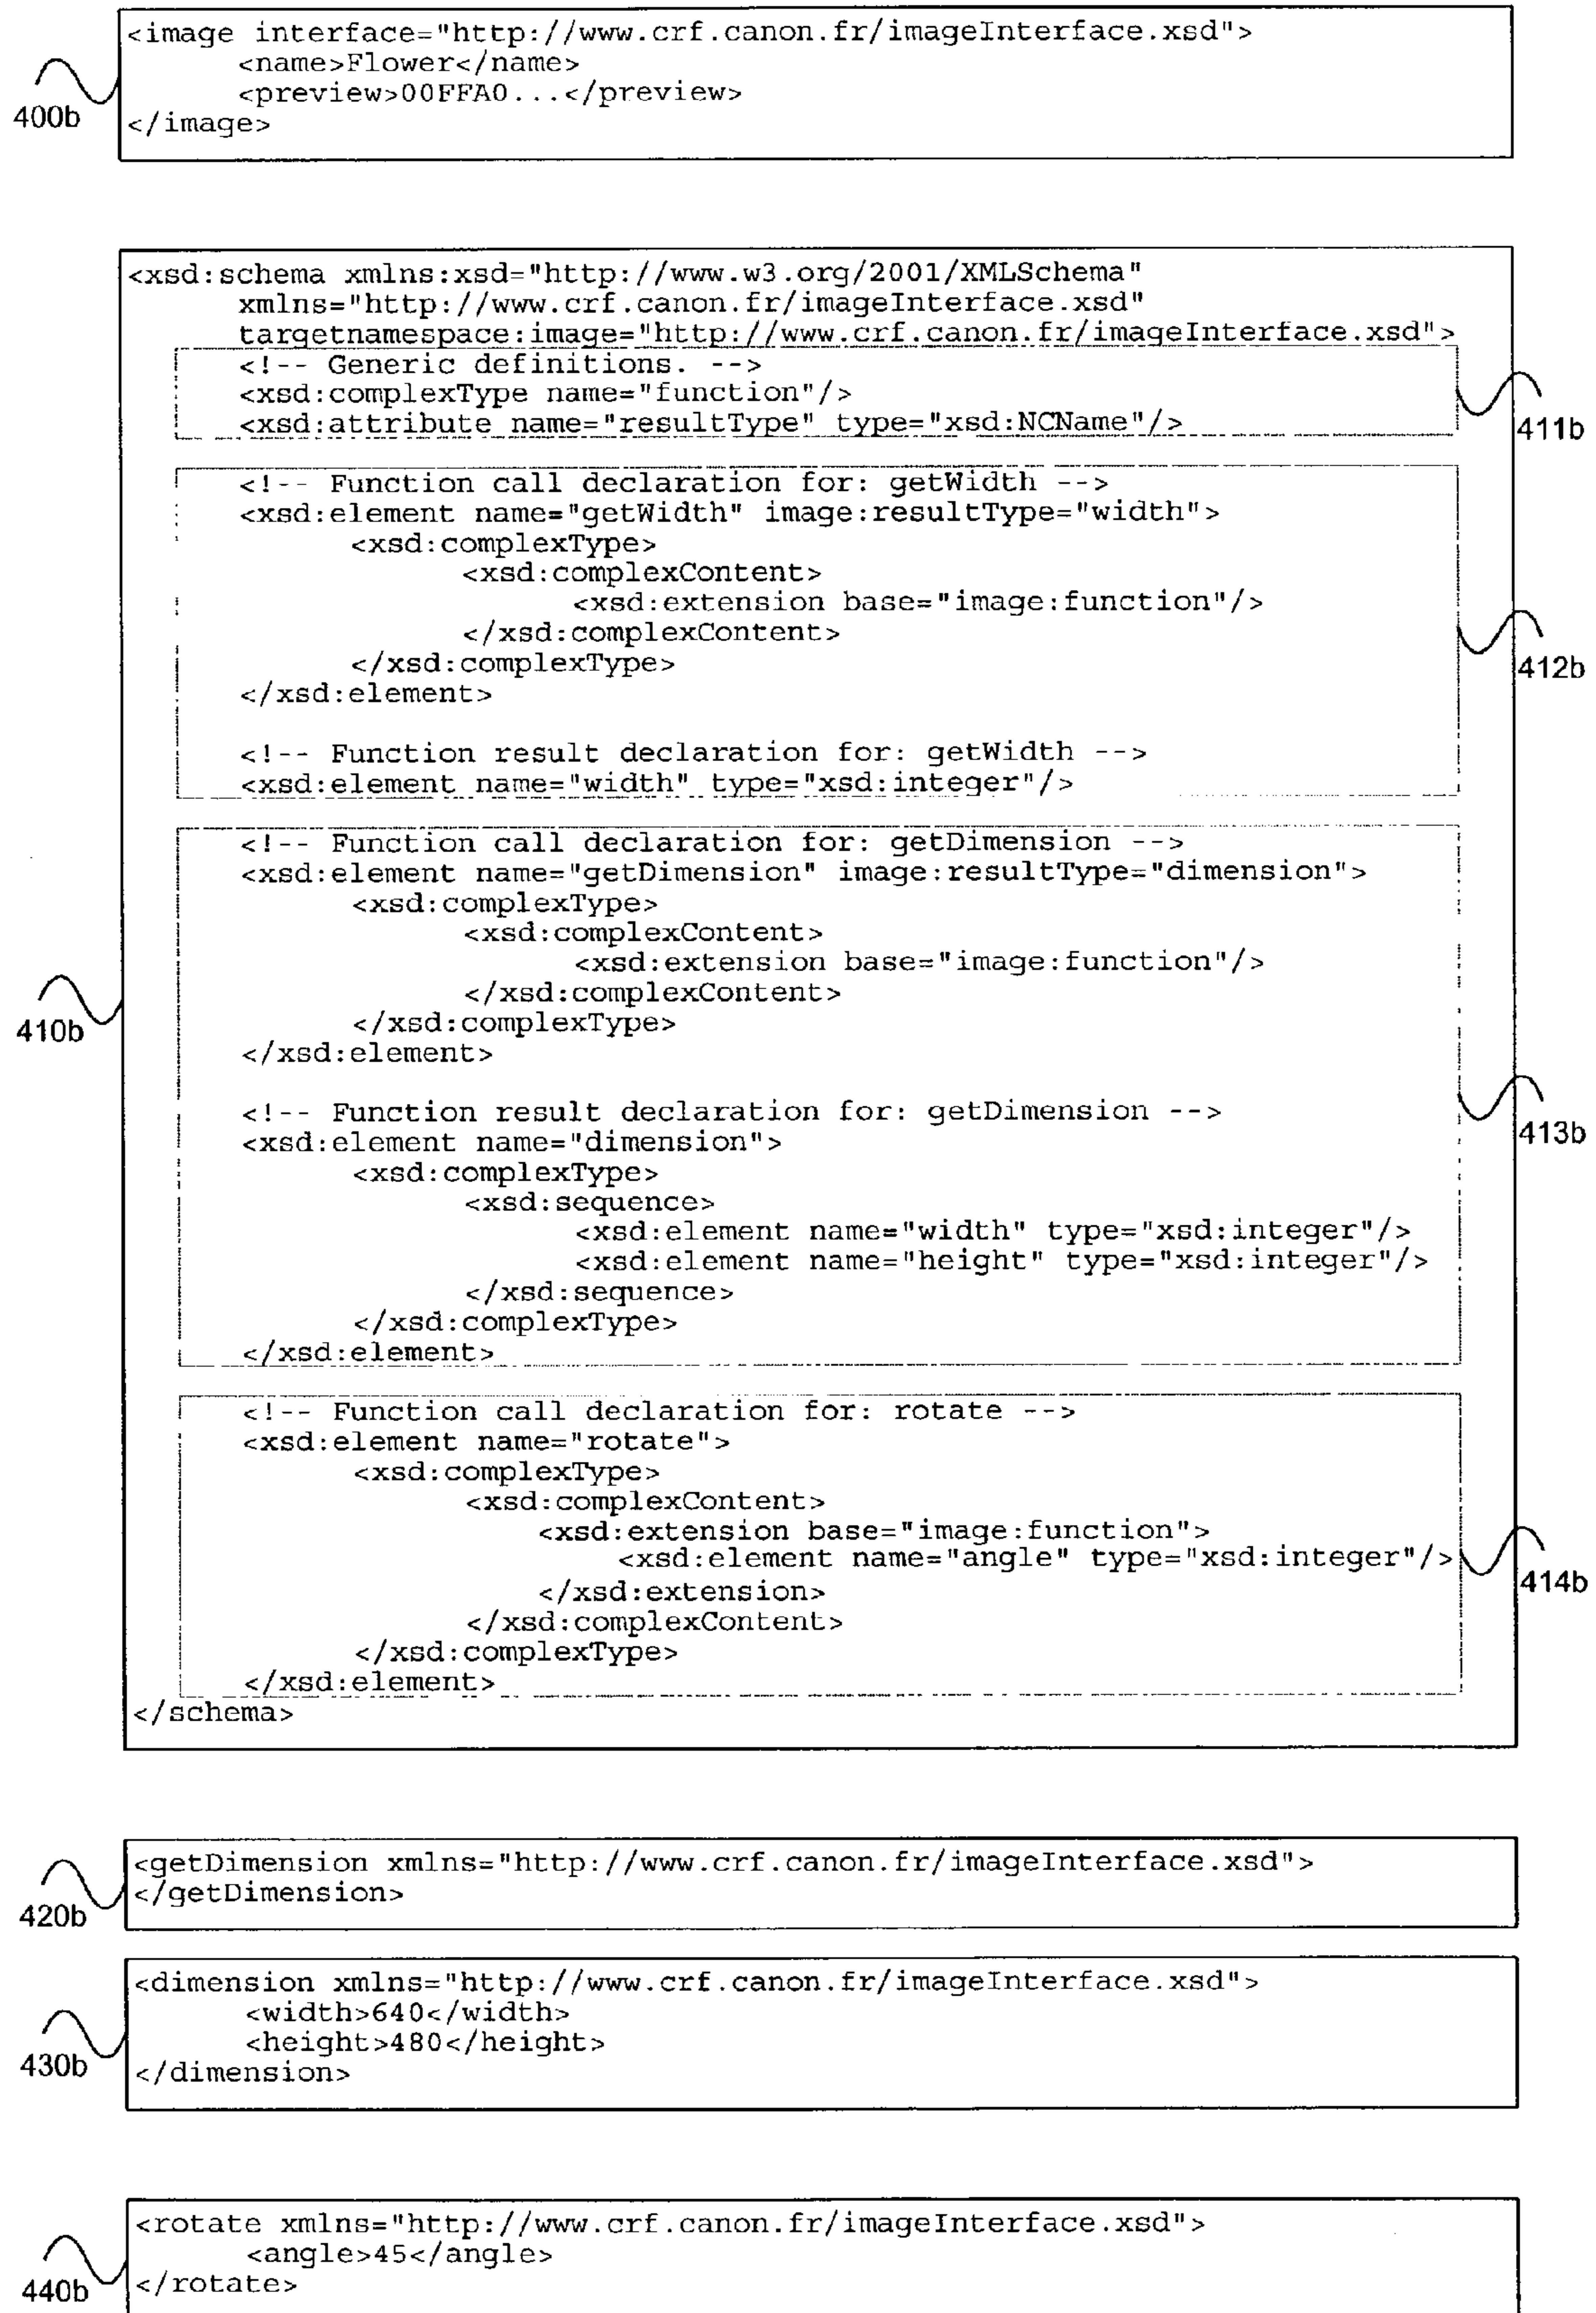 <image interface="http://www.crf.canon.fr/imageInterface.xsd">
<name>Flower</name>
<preview>00FFA0...</preview>
</image>
400b
<xsd:schema xmlns:xsd="http://www.w3.org/2001/XMLSchema"
xmlns="http://www.crf.canon.fr/imageInterface.xsd"
targetnamespace:image="http://www.crf.canon.fr/imageInterface.xsd">
<!-- Generic definitions. -->
<xsd:complexType name="function"/>
<xsd:attribute name="resultType" type="xsd:NCName"/>
411b
<!-- Function call declaration for: getWidth -->
<xsd:element name="getWidth" image:resultType="width">
<xsd:complexType>
<xsd:complexContent>
<xsd:extension base="image:function"/>
</xsd:complexContent>
</xsd:complexType>
</xsd:element>
412b
<!-- Function result declaration for: getWidth -->
<xsd:element name="width" type="xsd:integer"/>
<!-- Function call declaration for: getDimension -->
<xsd:element name="getDimension" image:resultType="dimension">
<xsd:complexType>
<xsd:complexContent>
<xsd:extension base="image:function"/>
</xsd:complexContent>
</xsd:complexType>
</xsd:element>
410b
<!-- Function result declaration for: getDimension -->
<xsd:element name="dimension">
<xsd:complexType>
<xsd:sequence>
<xsd:element name="width" type="xsd:integer"/>
<xsd:element name="height" type="xsd:integer"/>
</xsd:sequence>
</xsd:complexType>
</xsd:element>
413b
<!-- Function call declaration for: rotate -->
<xsd:element name="rotate">
<xsd:complexType>
<xsd:complexContent>
<xsd:extension base="image:function">
<xsd:element name="angle" type="xsd:integer"/>
</xsd:extension>
</xsd:complexContent>
</xsd:complexType>
</xsd:element>
414b
</schema>
<getDimension xmlns="http://www.crf.canon.fr/imageInterface.xsd">
</getDimension>
420b
<dimension xmlns="http://www.crf.canon.fr/imageInterface.xsd">
<width>640</width>
<height>480</height>
</dimension>
430b
<rotate xmlns="http://www.crf.canon.fr/imageInterface.xsd">
<angle>45</angle>
</rotate>
440b